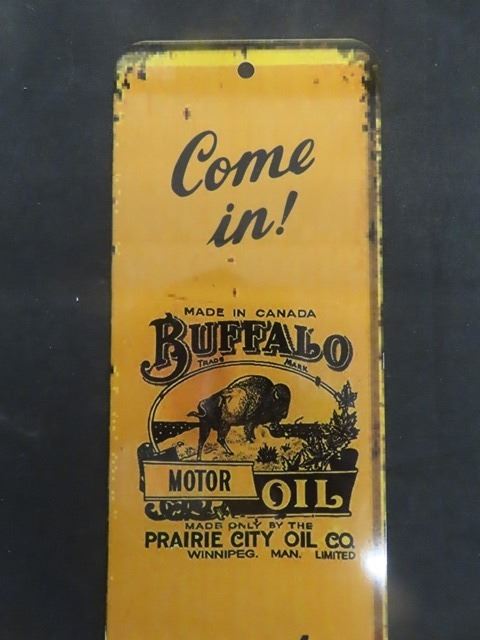 Come
in!
MADE IN CANADA
BUFFALO
TRADE MARK
MOTOR
OIL
MADE ONLY BY THE
PRAIRIE CITY OIL CO.
WINNIPEG. MAN. LIMITED